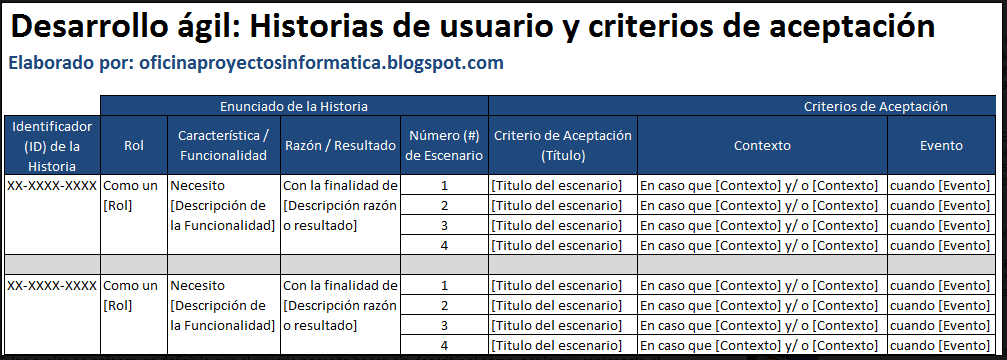 Desarrollo ágil: Historias de usuario y criterios de aceptación
Elaborado por: oficinaproyectosinformatica.blogspot.com
Enunciado de la Historia Criterios de Aceptación
Identificador (ID) de la Historia Rol Característica / Funcionalidad Razón / Resultado Número (#) de Escenario Criterio de Aceptación (Título) Contexto Evento
XX-XXXX-XXXX Como un [Rol] Necesito [Descripción de la Funcionalidad] Con la finalidad de [Descripción razón o resultado] 1 [Titulo del escenario] En caso que [Contexto] y/ o [Contexto] cuando [Evento]
2 [Titulo del escenario] En caso que [Contexto] y/ o [Contexto] cuando [Evento]
3 [Titulo del escenario] En caso que [Contexto] y/ o [Contexto] cuando [Evento]
4 [Titulo del escenario] En caso que [Contexto] y/ o [Contexto] cuando [Evento]
XX-XXXX-XXXX Como un [Rol] Necesito [Descripción de la Funcionalidad] Con la finalidad de [Descripción razón o resultado] 1 [Titulo del escenario] En caso que [Contexto] y/ o [Contexto] cuando [Evento]
2 [Titulo del escenario] En caso que [Contexto] y/ o [Contexto] cuando [Evento]
3 [Titulo del escenario] En caso que [Contexto] y/ o [Contexto] cuando [Evento]
4 [Titulo del escenario] En caso que [Contexto] y/ o [Contexto] cuando [Evento]